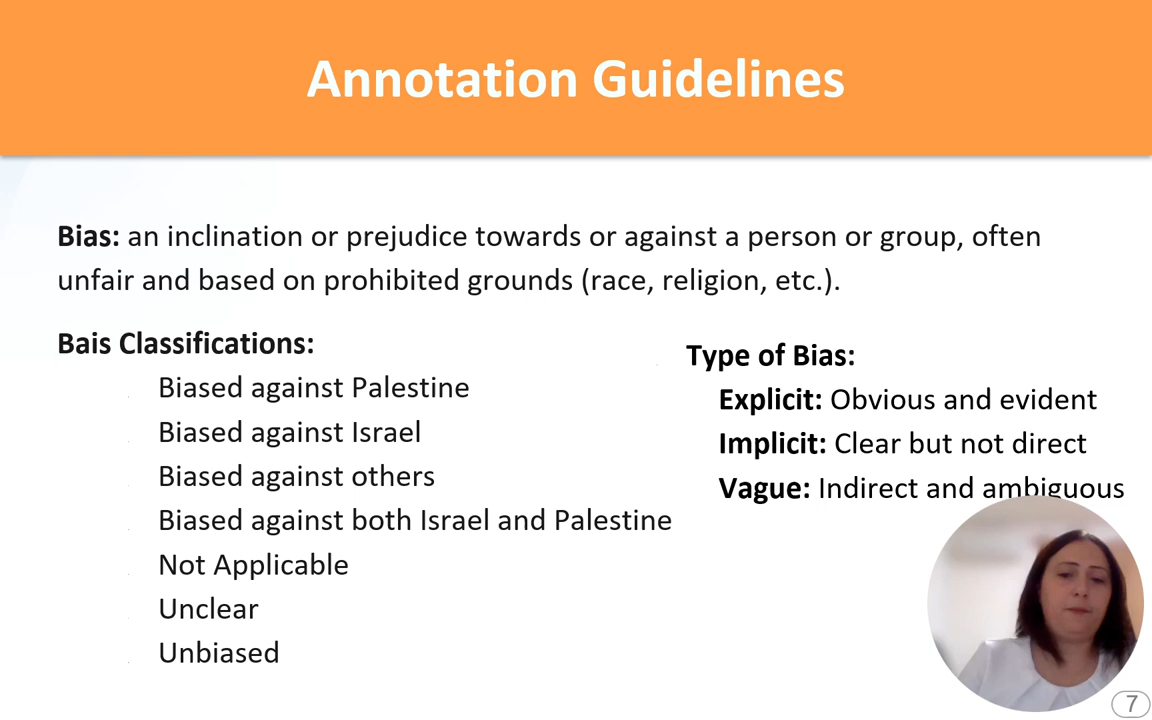 Annotation Guidelines
Bias: an inclination or prejudice towards or against a person or group, often
unfair and based on prohibited grounds (race, religion, etc.).
Bais Classifications:
Biased against Palestine
Biased against Israel
Biased against others
Biased against both Israel and Palestine
Not Applicable
Unclear
Unbiased
Type of Bias:
Explicit: Obvious and evident
Implicit: Clear but not direct
Vague: Indirect and ambiguous
7